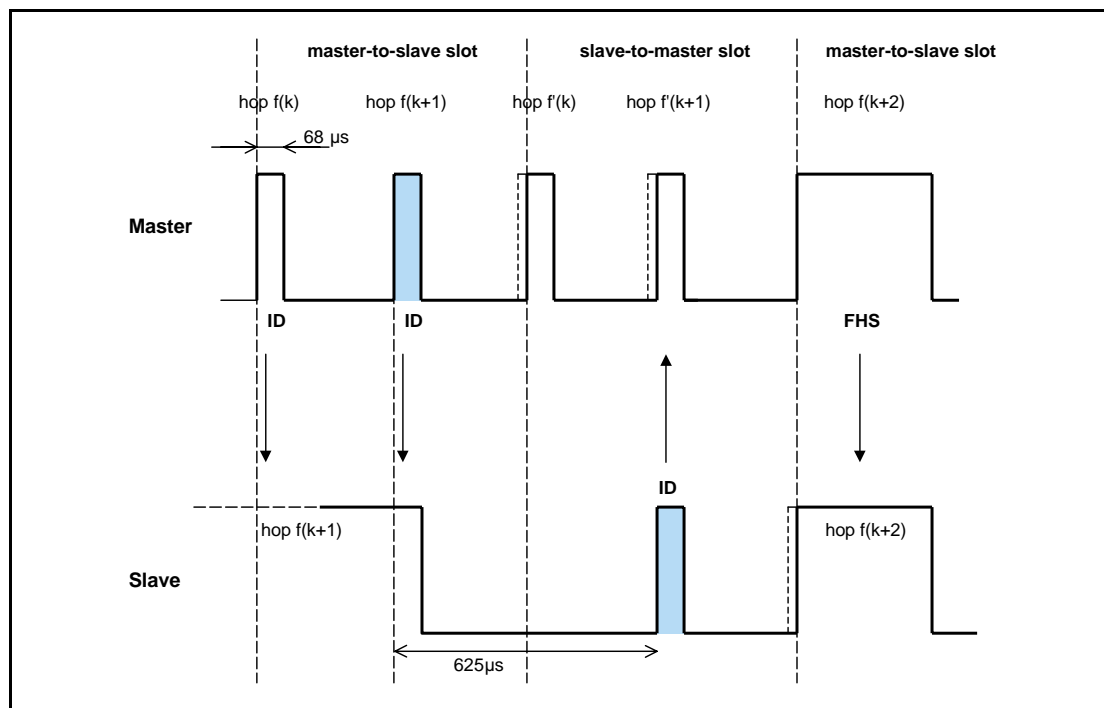 master-to-slave slot slave-to-master slot master-to-slave slot
hop f(k) hop f(k+1) hop f'(k) hop f'(k+1) hop f(k+2)
68 µs
Master
ID ID FHS
ID
hop f(k+1) hop f(k+2)
Slave
625µs